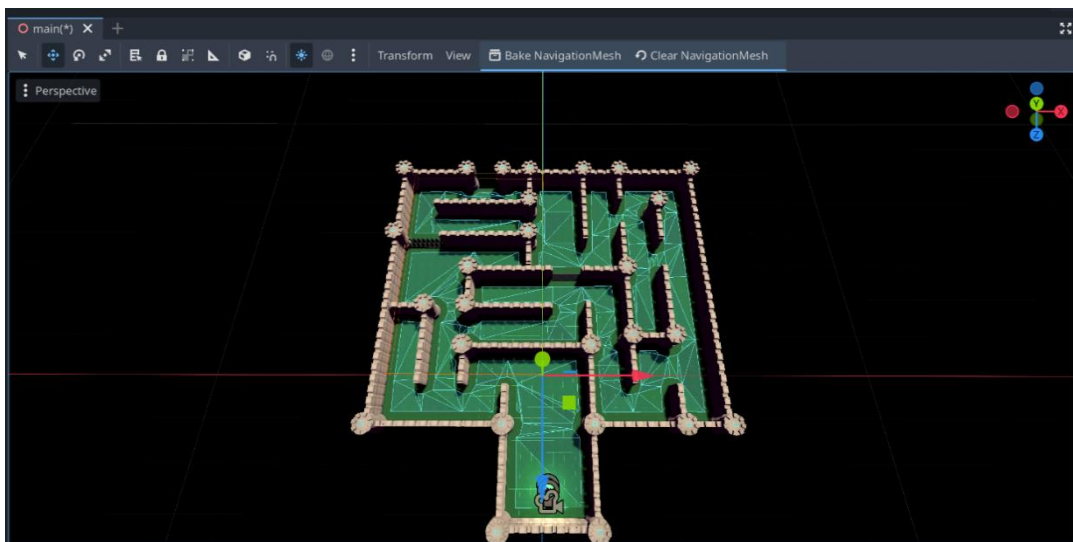 main(*)
Transform View Bake NavigationMesh Clear NavigationMesh
Perspective
Y
X
Z